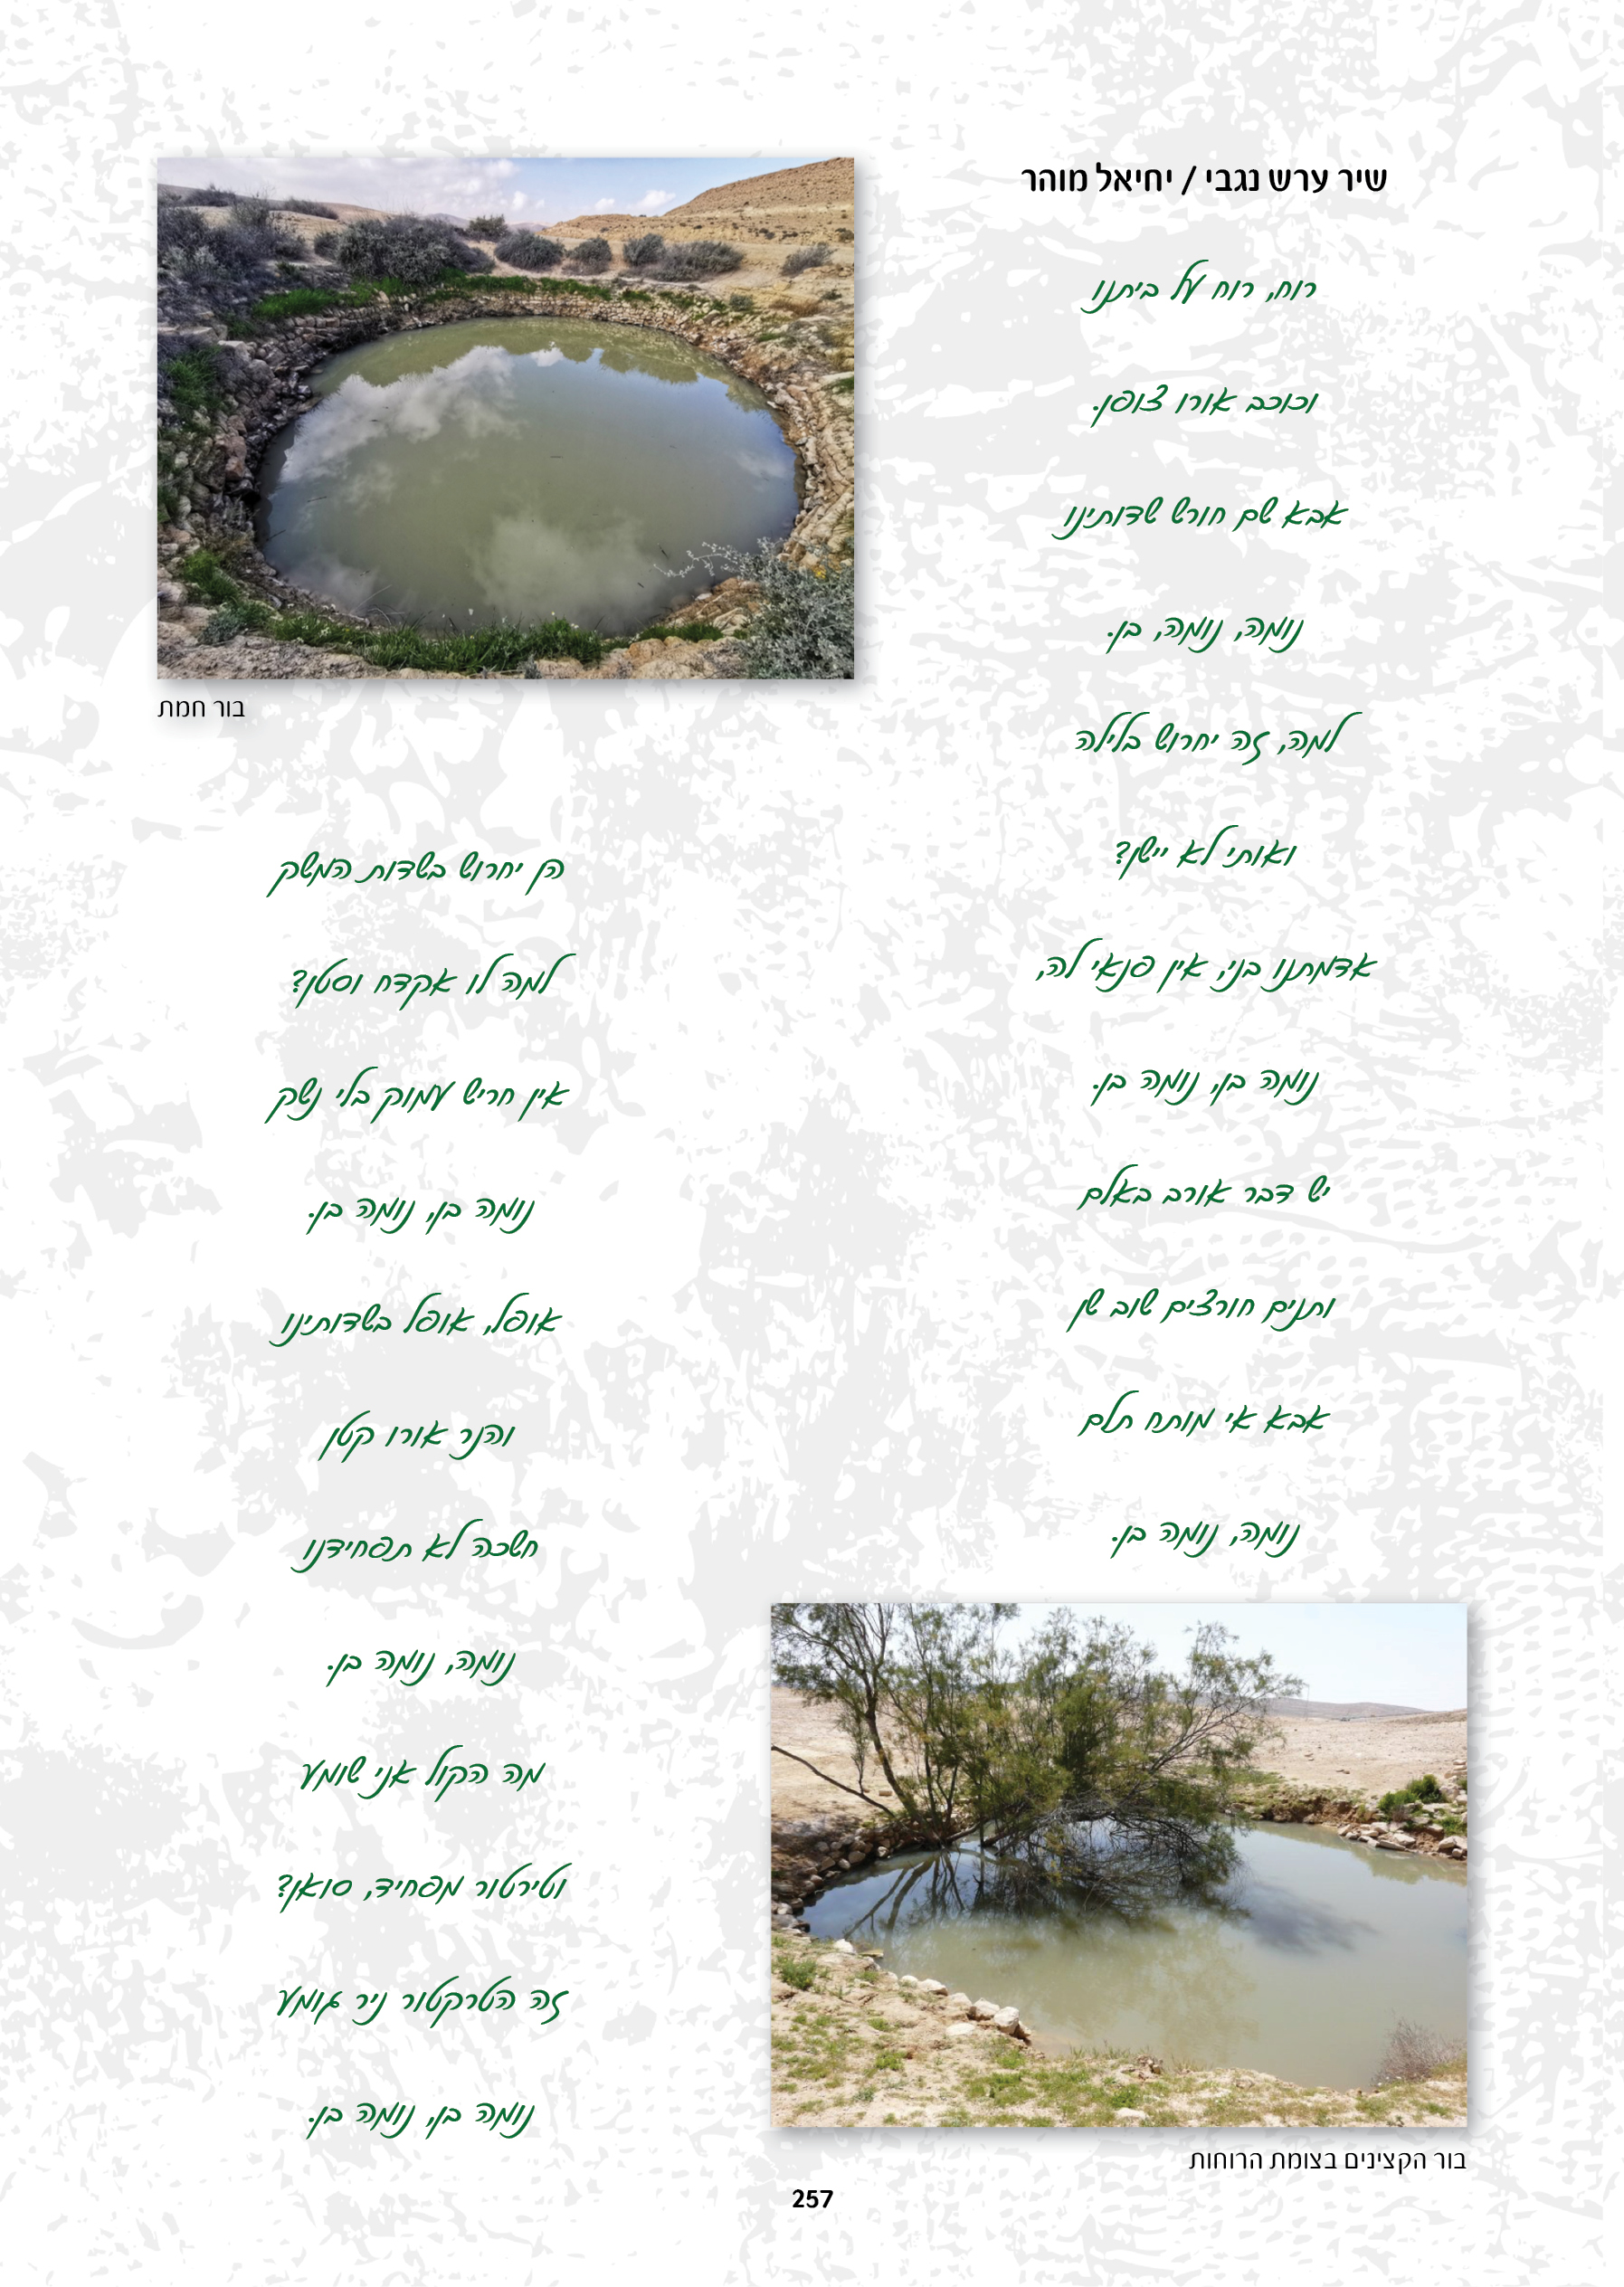 שיר ערש נגבי / יחיאל מוהר
רוח, רוח על ביתנו
וכוכב אורו צופן.
אבא שם חורש שדותינו
נומה, נומה, בן.
למה, זה יחרוש בלילה
ואותי לא יישן?
אדמתנו בני, אין פנאי לה,
נומה בן, נומה בן.
יש דבר אורב באלם
ותנים חורצים שוב שן
אבא אי מותח תלם
נומה, נומה בן.
בור הקצינים בצומת הרוחות
בור חמת
הן יחרוש בשדות המשק
למה לו אקדח וסטן?
אין חריש עמוק בלי נשק
נומה בן, נומה בן.
אופל, אופל בשדותינו
והנר אורו קטן
חשכה לא תפחידנו
נומה, נומה בן.
מה הקול אני שומע
וטירטור מפחיד, סואן?
זה הטרקטור ניר גומע
נומה בן, נומה בן.
257